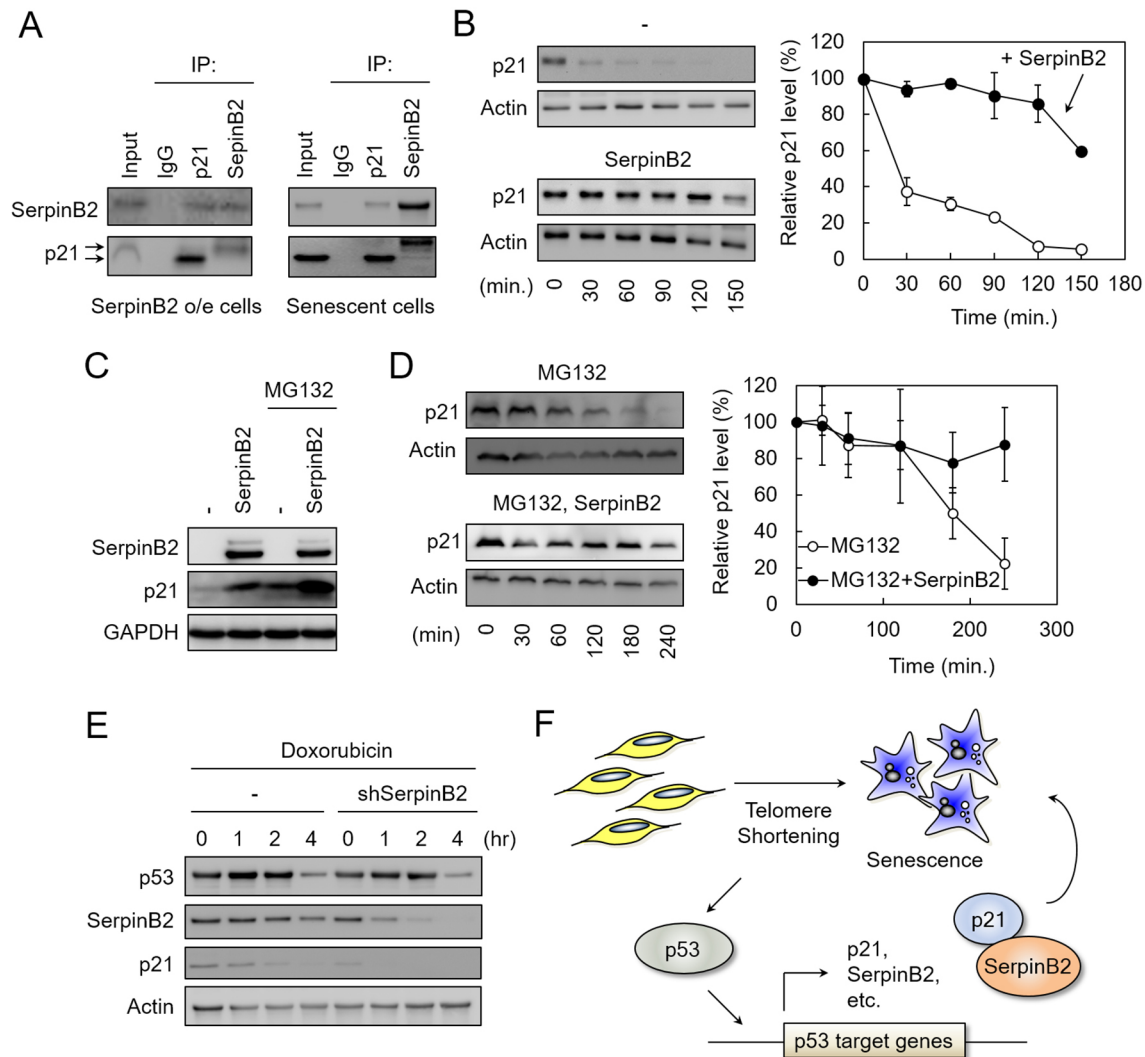 A
IP:
IP:
Input
IgG
p21
SepinB2
Input
IgG
p21
SepinB2
SerpinB2
p21
SerpinB2 o/e cells
Senescent cells
B
-
p21
Actin
SerpinB2
p21
Actin
(min.)
0
30
60
90
120
150
Relative p21 level (%)
120
100
80
60
40
20
0
+ SerpinB2
0
30
60
90
120
150
180
Time (min.)
C
MG132
-
SerpinB2
-
SerpinB2
SerpinB2
p21
GAPDH
D
MG132
p21
Actin
MG132, SerpinB2
p21
Actin
(min)
0
30
60
120
180
240
Relative p21 level (%)
120
100
80
60
40
20
0
MG132
MG132+SerpinB2
0
100
200
300
Time (min.)
E
Doxorubicin
-
shSerpinB2
0 1 2 4 0 1 2 4 (hr)
p53
SerpinB2
p21
Actin
F
Telomere
Shortening
Senescence
p53
p21,
SerpinB2,
etc.
p21
SerpinB2
p53 target genes